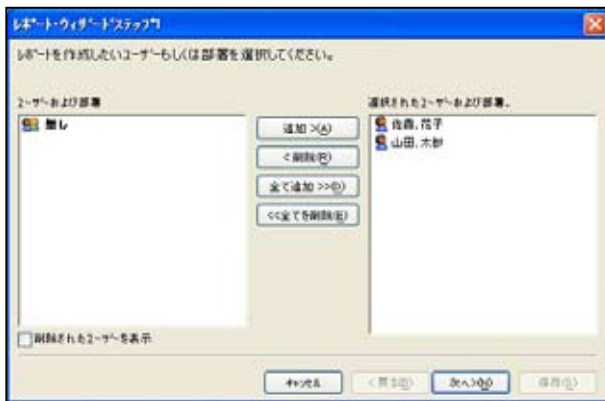 レポート・ウィザードステップ1
レポートを作成したいユーザーもしくは部署を選択してください。
ユーザーおよび部署
無し
追加 >(A)
< 削除(R)
全て追加 >>(D)
<<全てを削除(E)
選択されたユーザーおよび部署。
佐森, 花子
山田, 太郎
削除されたユーザーを表示
キャンセル
< 戻る(B)
次へ>(N)
保存(S)